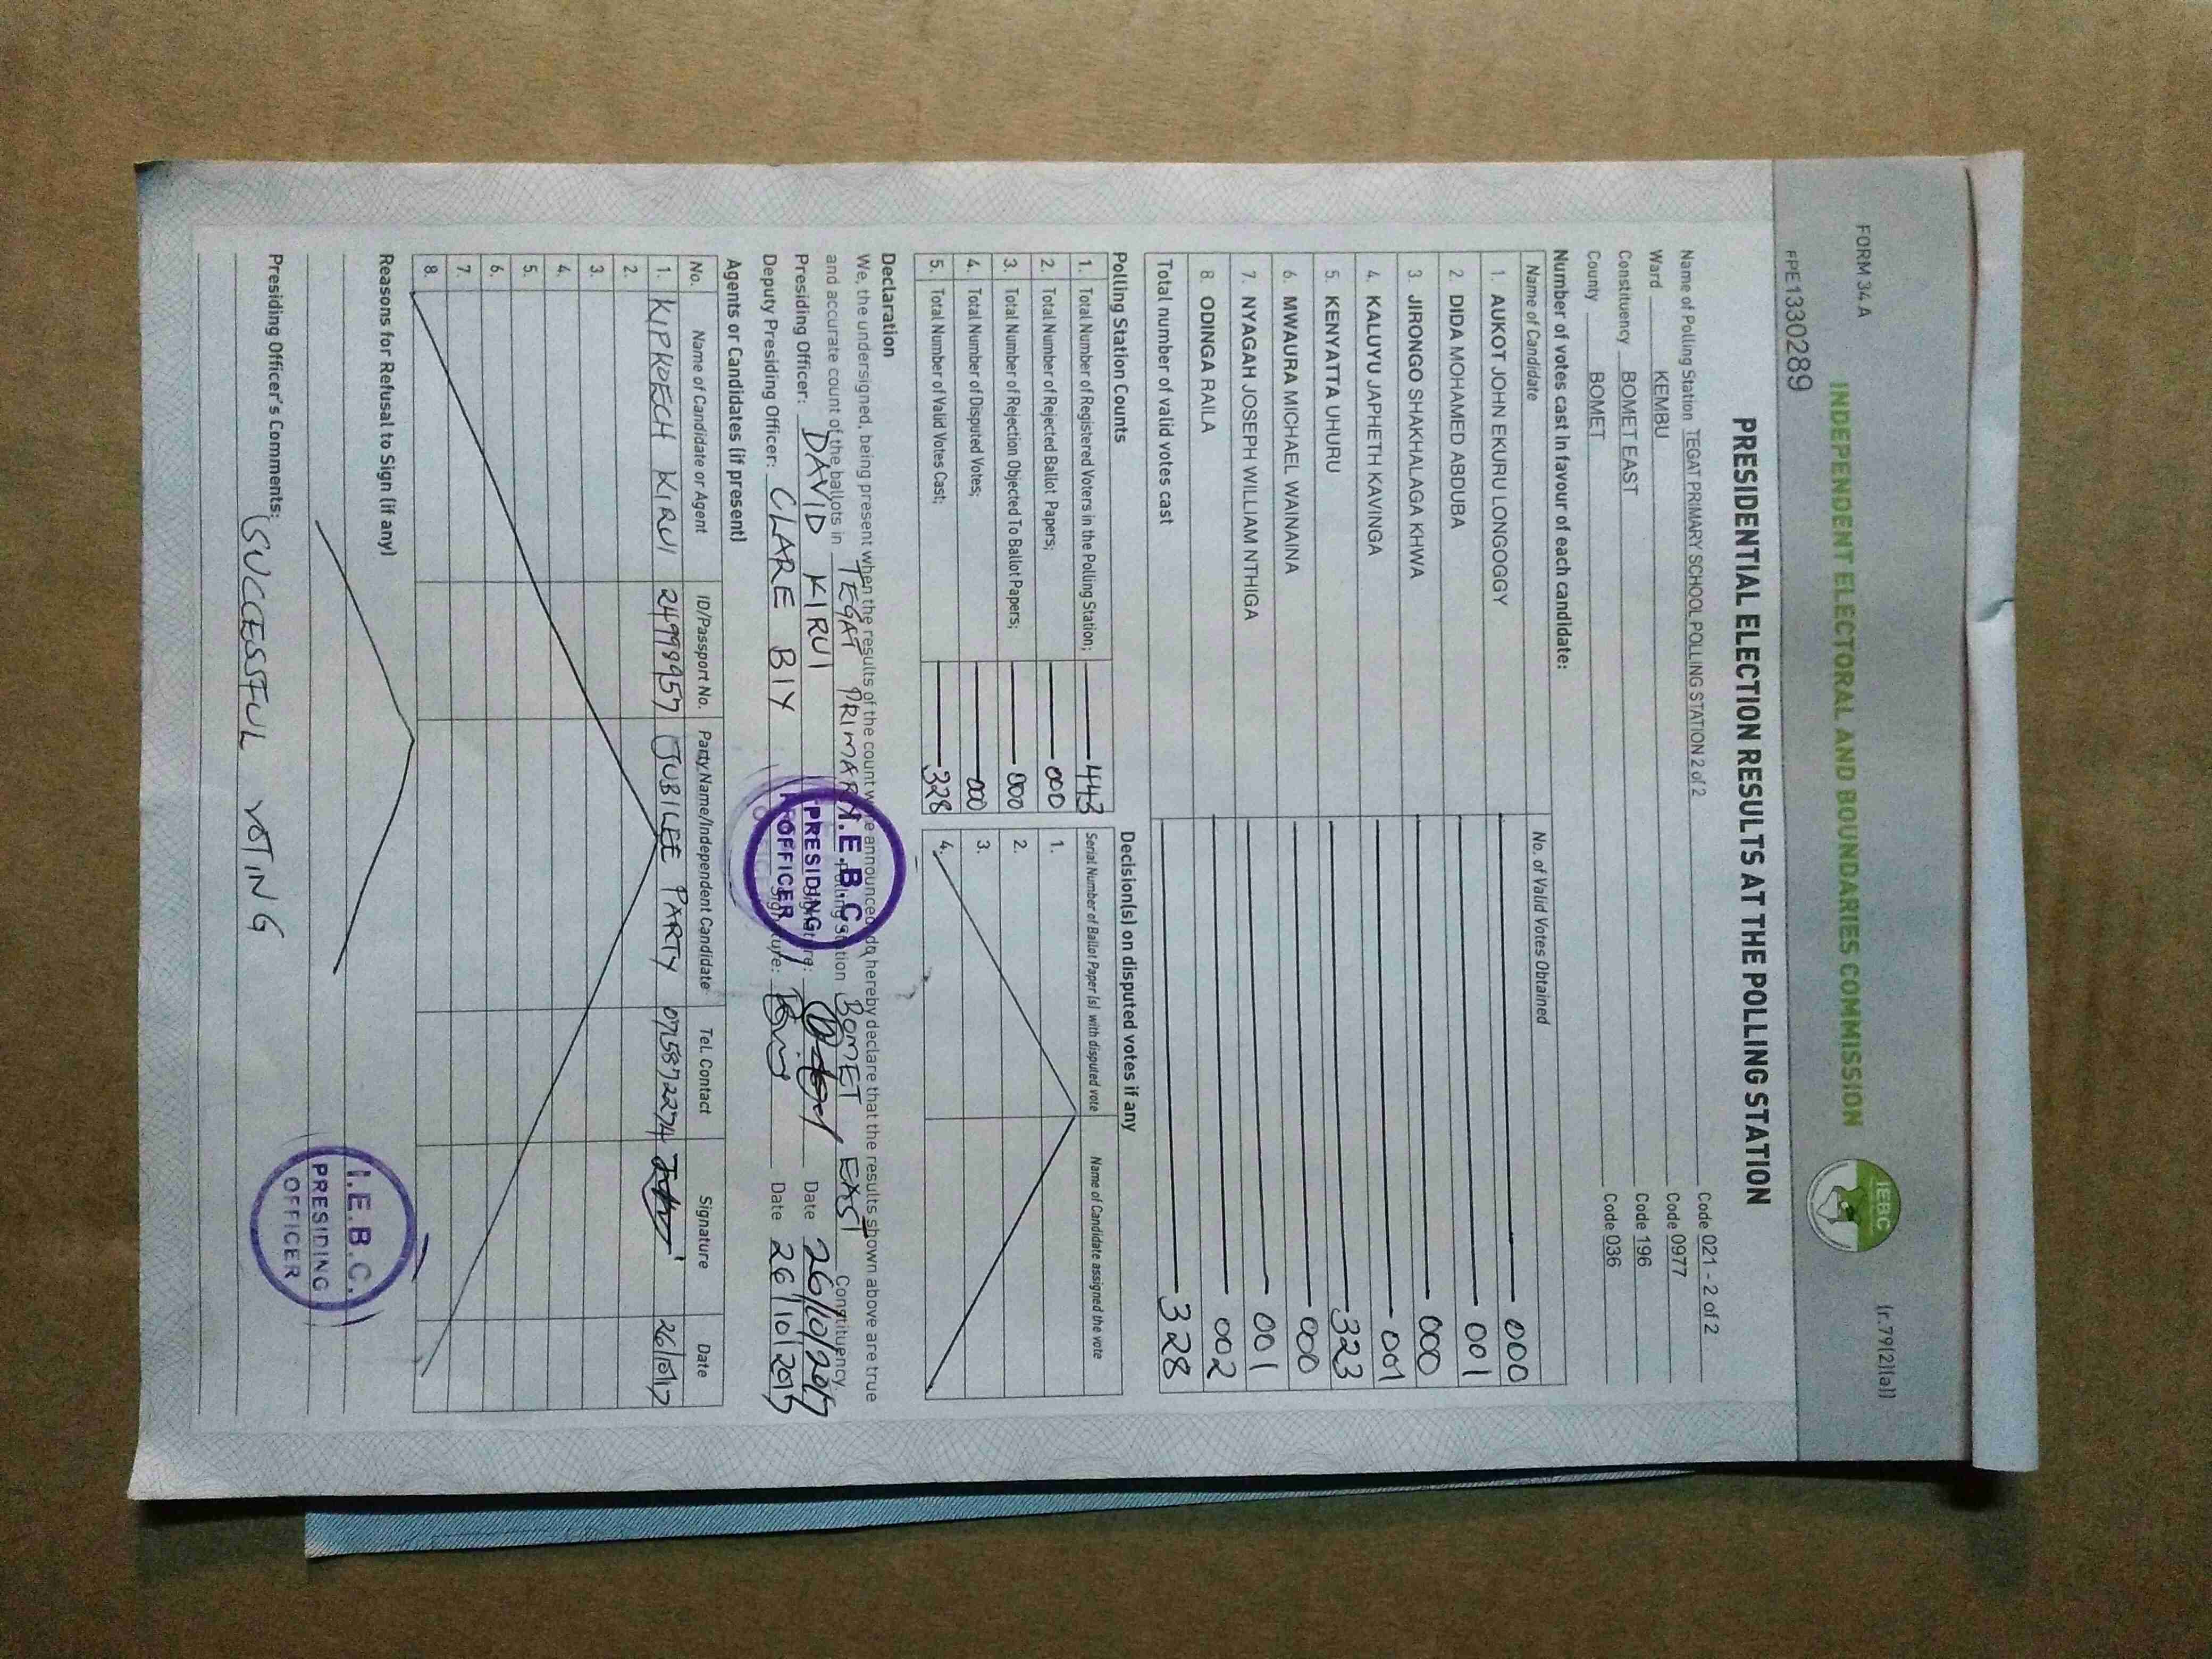 FORM 34A
(r.79(2)(a))
INDEPENDENT ELECTORAL AND BOUNDARIES COMMISSION
IEBC
PRESIDENTIAL ELECTION RESULTS AT THE POLLING STATION
Name of Polling Station TEGAT PRIMARY SCHOOL POLLING STATION 2 of 2 Code 021 - 2 of 2
Ward KEMBU Code 0977
Constituency BOMET EAST Code 196
County BOMET Code 036
Number of votes cast in favour of each candidate:
Name of Candidate No. of Valid Votes Obtained
1. AUKOT JOHN EKURU LONGOGGY 000
2. DIDA MOHAMED ABDUBA 001
3. JIRONGO SHAKHALAGA KHWA 000
4. KALUYU JAPHETH KAVINGA 001
5. KENYATTA UHURU 323
6. MWAURA MICHAEL WAINAINA 000
7. NYAGAH JOSEPH WILLIAM NTHIGA 001
8. ODINGA RAILA 002
Total number of valid votes cast 328
Polling Station Counts
1. Total Number of Registered Voters in the Polling Station; 443
2. Total Number of Rejected Ballot Papers; 000
3. Total Number of Rejection Objected To Ballot Papers; 000
4. Total Number of Disputed Votes; 000
5. Total Number of Valid Votes Cast; 328
Decision(s) on disputed votes if any
Serial Number of Ballot Paper (s) with disputed vote Name of Candidate assigned the vote
1.
2.
3.
4.
Declaration
We, the undersigned, being present when the results of the count were announced, do hereby declare that the results shown above are true
and accurate count of the ballots in TEGAT PRIMARY Polling Station BOMET EAST Constituency.
Presiding Officer: DAVID KIRUI Signature: Date 26/10/2017
Deputy Presiding Officer: CLARE BIY Signature: Date 26/10/2017
I.E.B.C.
PRESIDING
OFFICER
Agents or Candidates (if present)
No. Name of Candidate or Agent ID/Passport No. Party Name/Independent Candidate Tel. Contact Signature Date
1. KIPKOECH KIRUI 24999957 JUBILEE PARTY 0715872274 26/10/17
2.
3.
4.
5.
6.
7.
8.
Reasons for Refusal to Sign (if any)
Presiding Officer's Comments: SUCCESSFUL VOTING
I.E.B.C.
PRESIDING
OFFICER